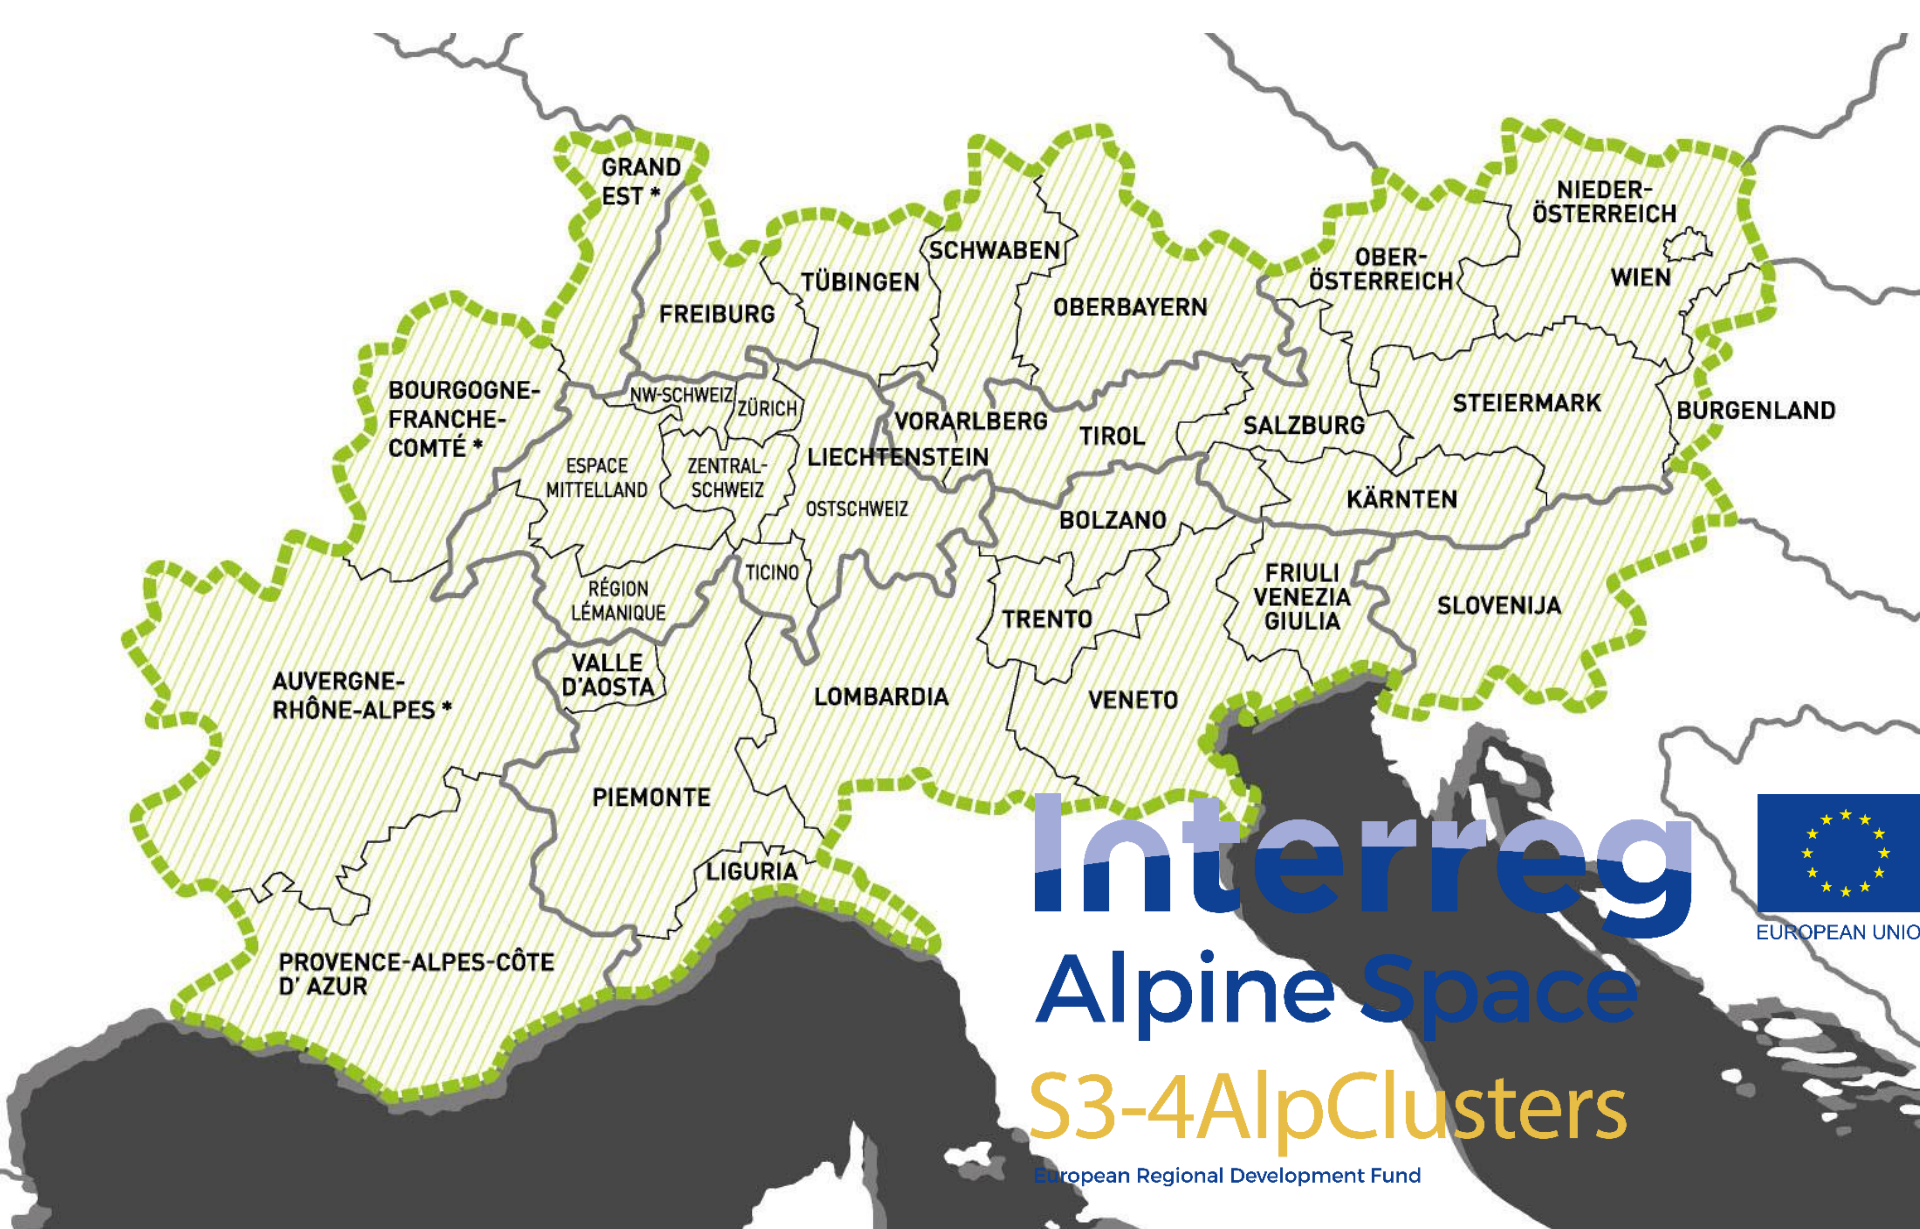 GRAND
EST *
NIEDER-
ÖSTERREICH
SCHWABEN
OBER-
ÖSTERREICH
TÜBINGEN
WIEN
OBERBAYERN
FREIBURG
BOURGOGNE-
FRANCHE-
COMTÉ *
NW-SCHWEIZ
ZÜRICH
STEIERMARK
BURGENLAND
VORARLBERG
TIROL
SALZBURG
LIECHTENSTEIN
ESPACE
MITTELLAND
ZENTRAL-
SCHWEIZ
OSTSCHWEIZ
KÄRNTEN
BOLZANO
TICINO
RÉGION
LÉMANIQUE
FRIULI
VENEZIA
GIULIA
SLOVENIJA
TRENTO
VALLE
D'AOSTA
AUVERGNE-
RHÔNE-ALPES *
LOMBARDIA
VENETO
PIEMONTE
LIGURIA
PROVENCE-ALPES-CÔTE
D' AZUR
Interreg
EUROPEAN UNIO
Alpine Space
S3-4AlpClusters
European Regional Development Fund